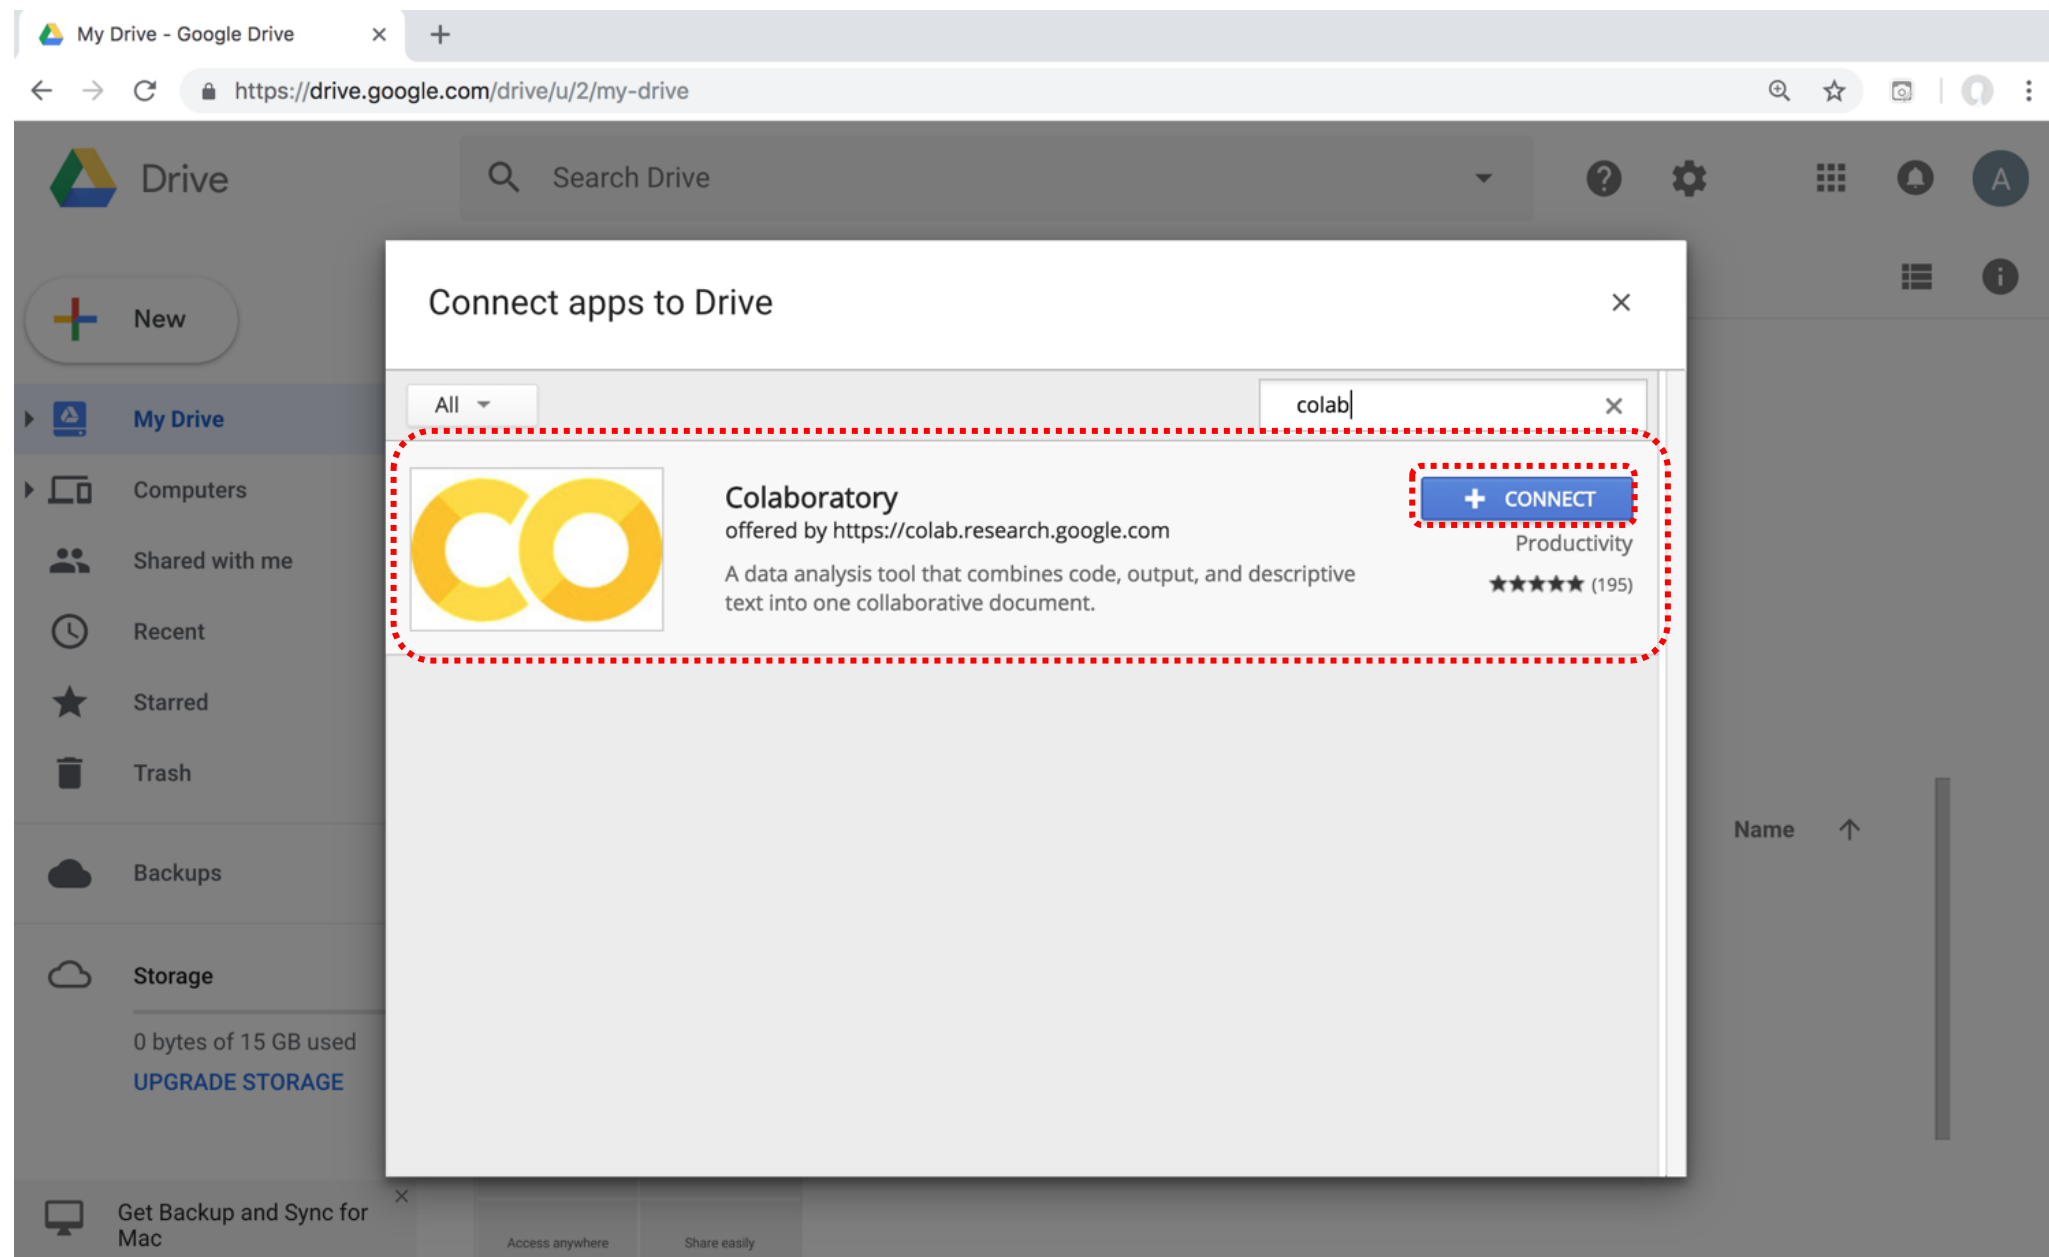 My Drive - Google Drive
https://drive.google.com/drive/u/2/my-drive
Drive
Search Drive
A
New
Connect apps to Drive
My Drive
All
colab
Computers
Colaboratory
CONNECT
offered by https://colab.research.google.com
Productivity
Shared with me
A data analysis tool that combines code, output, and descriptive
text into one collaborative document.
(195)
Recent
Starred
Trash
Name
Backups
Storage
0 bytes of 15 GB used
UPGRADE STORAGE
Get Backup and Sync for
Mac
Access anywhere
Share easily